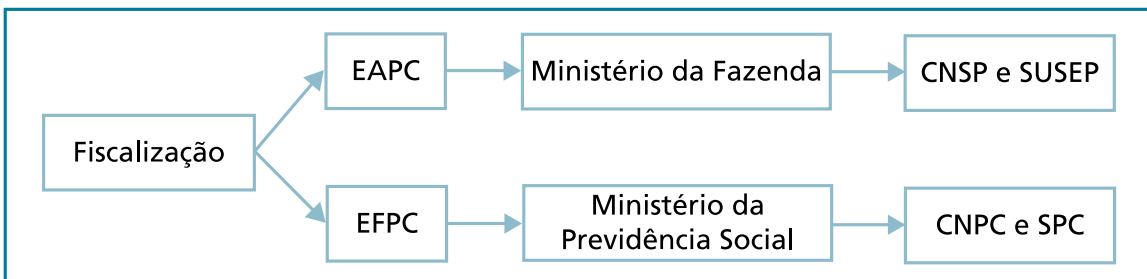 Fiscalização
EAPC
Ministério da Fazenda
CNSP e SUSEP
EFPC
Ministério da
Previdência Social
CNPC e SPC